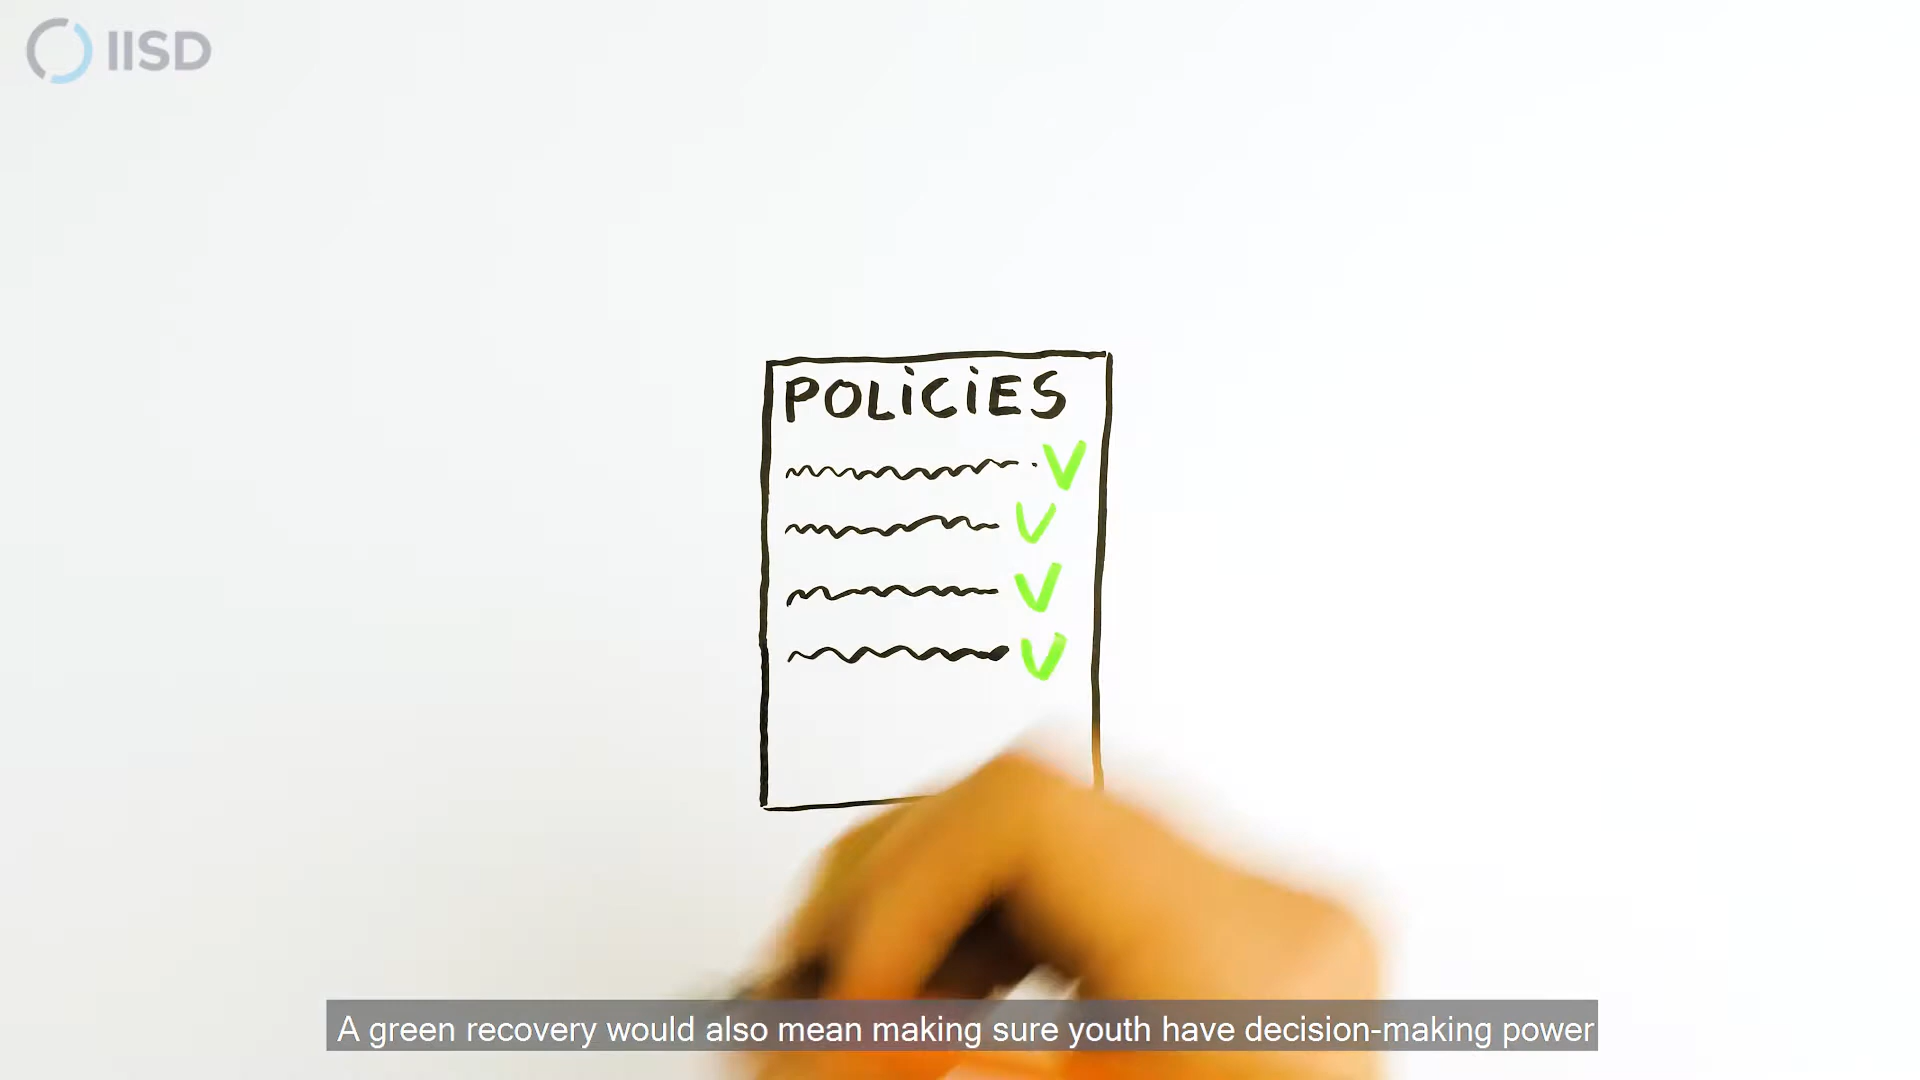 IISD
POLiCiES
A green recovery would also mean making sure youth have decision-making power